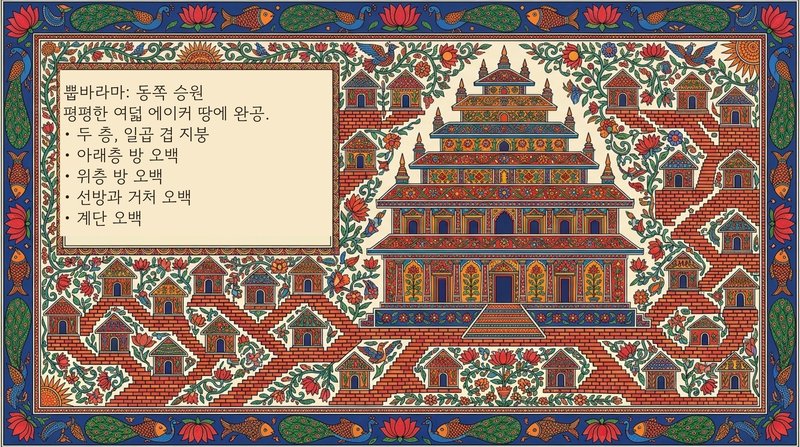 뿝바라마: 동쪽 승원
평평한 여덟 에이커 땅에 완공.
• 두 층, 일곱 겹 지붕
• 아래층 방 오백
• 위층 방 오백
• 선방과 거처 오백
• 계단 오백